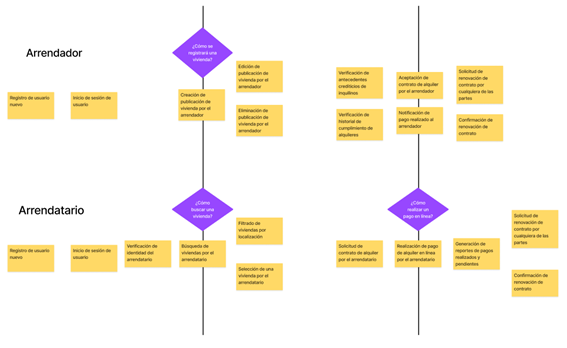 ¿Cómo se
registrará una
vivienda?
Arrendador
Registro de usuario
nuevo
Inicio de sesión de
usuario
Creación de
publicación de
vivienda por el
arrendador
Edición de
publicación de
vivienda por el
arrendador
Eliminación de
publicación de
vivienda por el
arrendador
Verificación de
antecedentes
crediticios de
inquilinos
Aceptación de
contrato de alquiler
por el arrendador
Solicitud de
renovación de
contrato por
cualquiera de las
partes
Verificación de
historial de
cumplimiento de
alquileres
Notificación de
pago realizado al
arrendador
Confirmación de
renovación de
contrato
Arrendatario
¿Cómo
buscar una
vivienda?
Registro de usuario
nuevo
Inicio de sesión de
usuario
Verificación de
identidad del
arrendatario
Búsqueda de
viviendas por el
arrendatario
Filtrado de
viviendas por
localización
Selección de una
vivienda por el
arrendatario
¿Cómo
realizar un
pago en línea?
Solicitud de
contrato de alquiler
por el arrendatario
Realización de pago
de alquiler en línea
por el arrendatario
Generación de
reportes de pagos
realizados y
pendientes
Solicitud de
renovación de
contrato por
cualquiera de las
partes
Confirmación de
renovación de
contrato